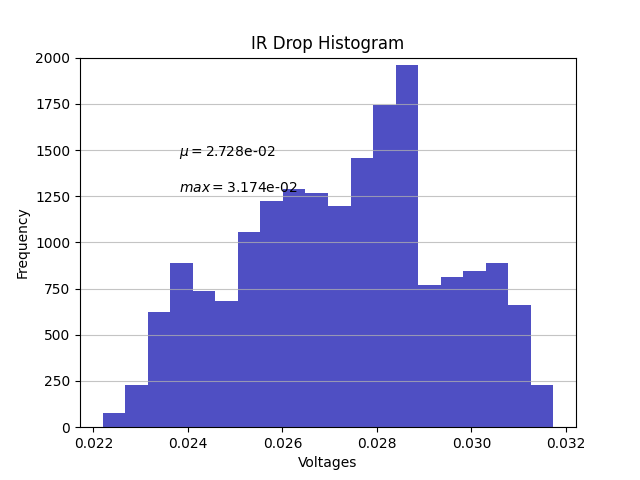 IR Drop Histogram
2000
1750
1500
1250
1000
750
500
250
0
Frequency
μ = 2.728e-02
max = 3.174e-02
0.022 0.024 0.026 0.028 0.030 0.032
Voltages